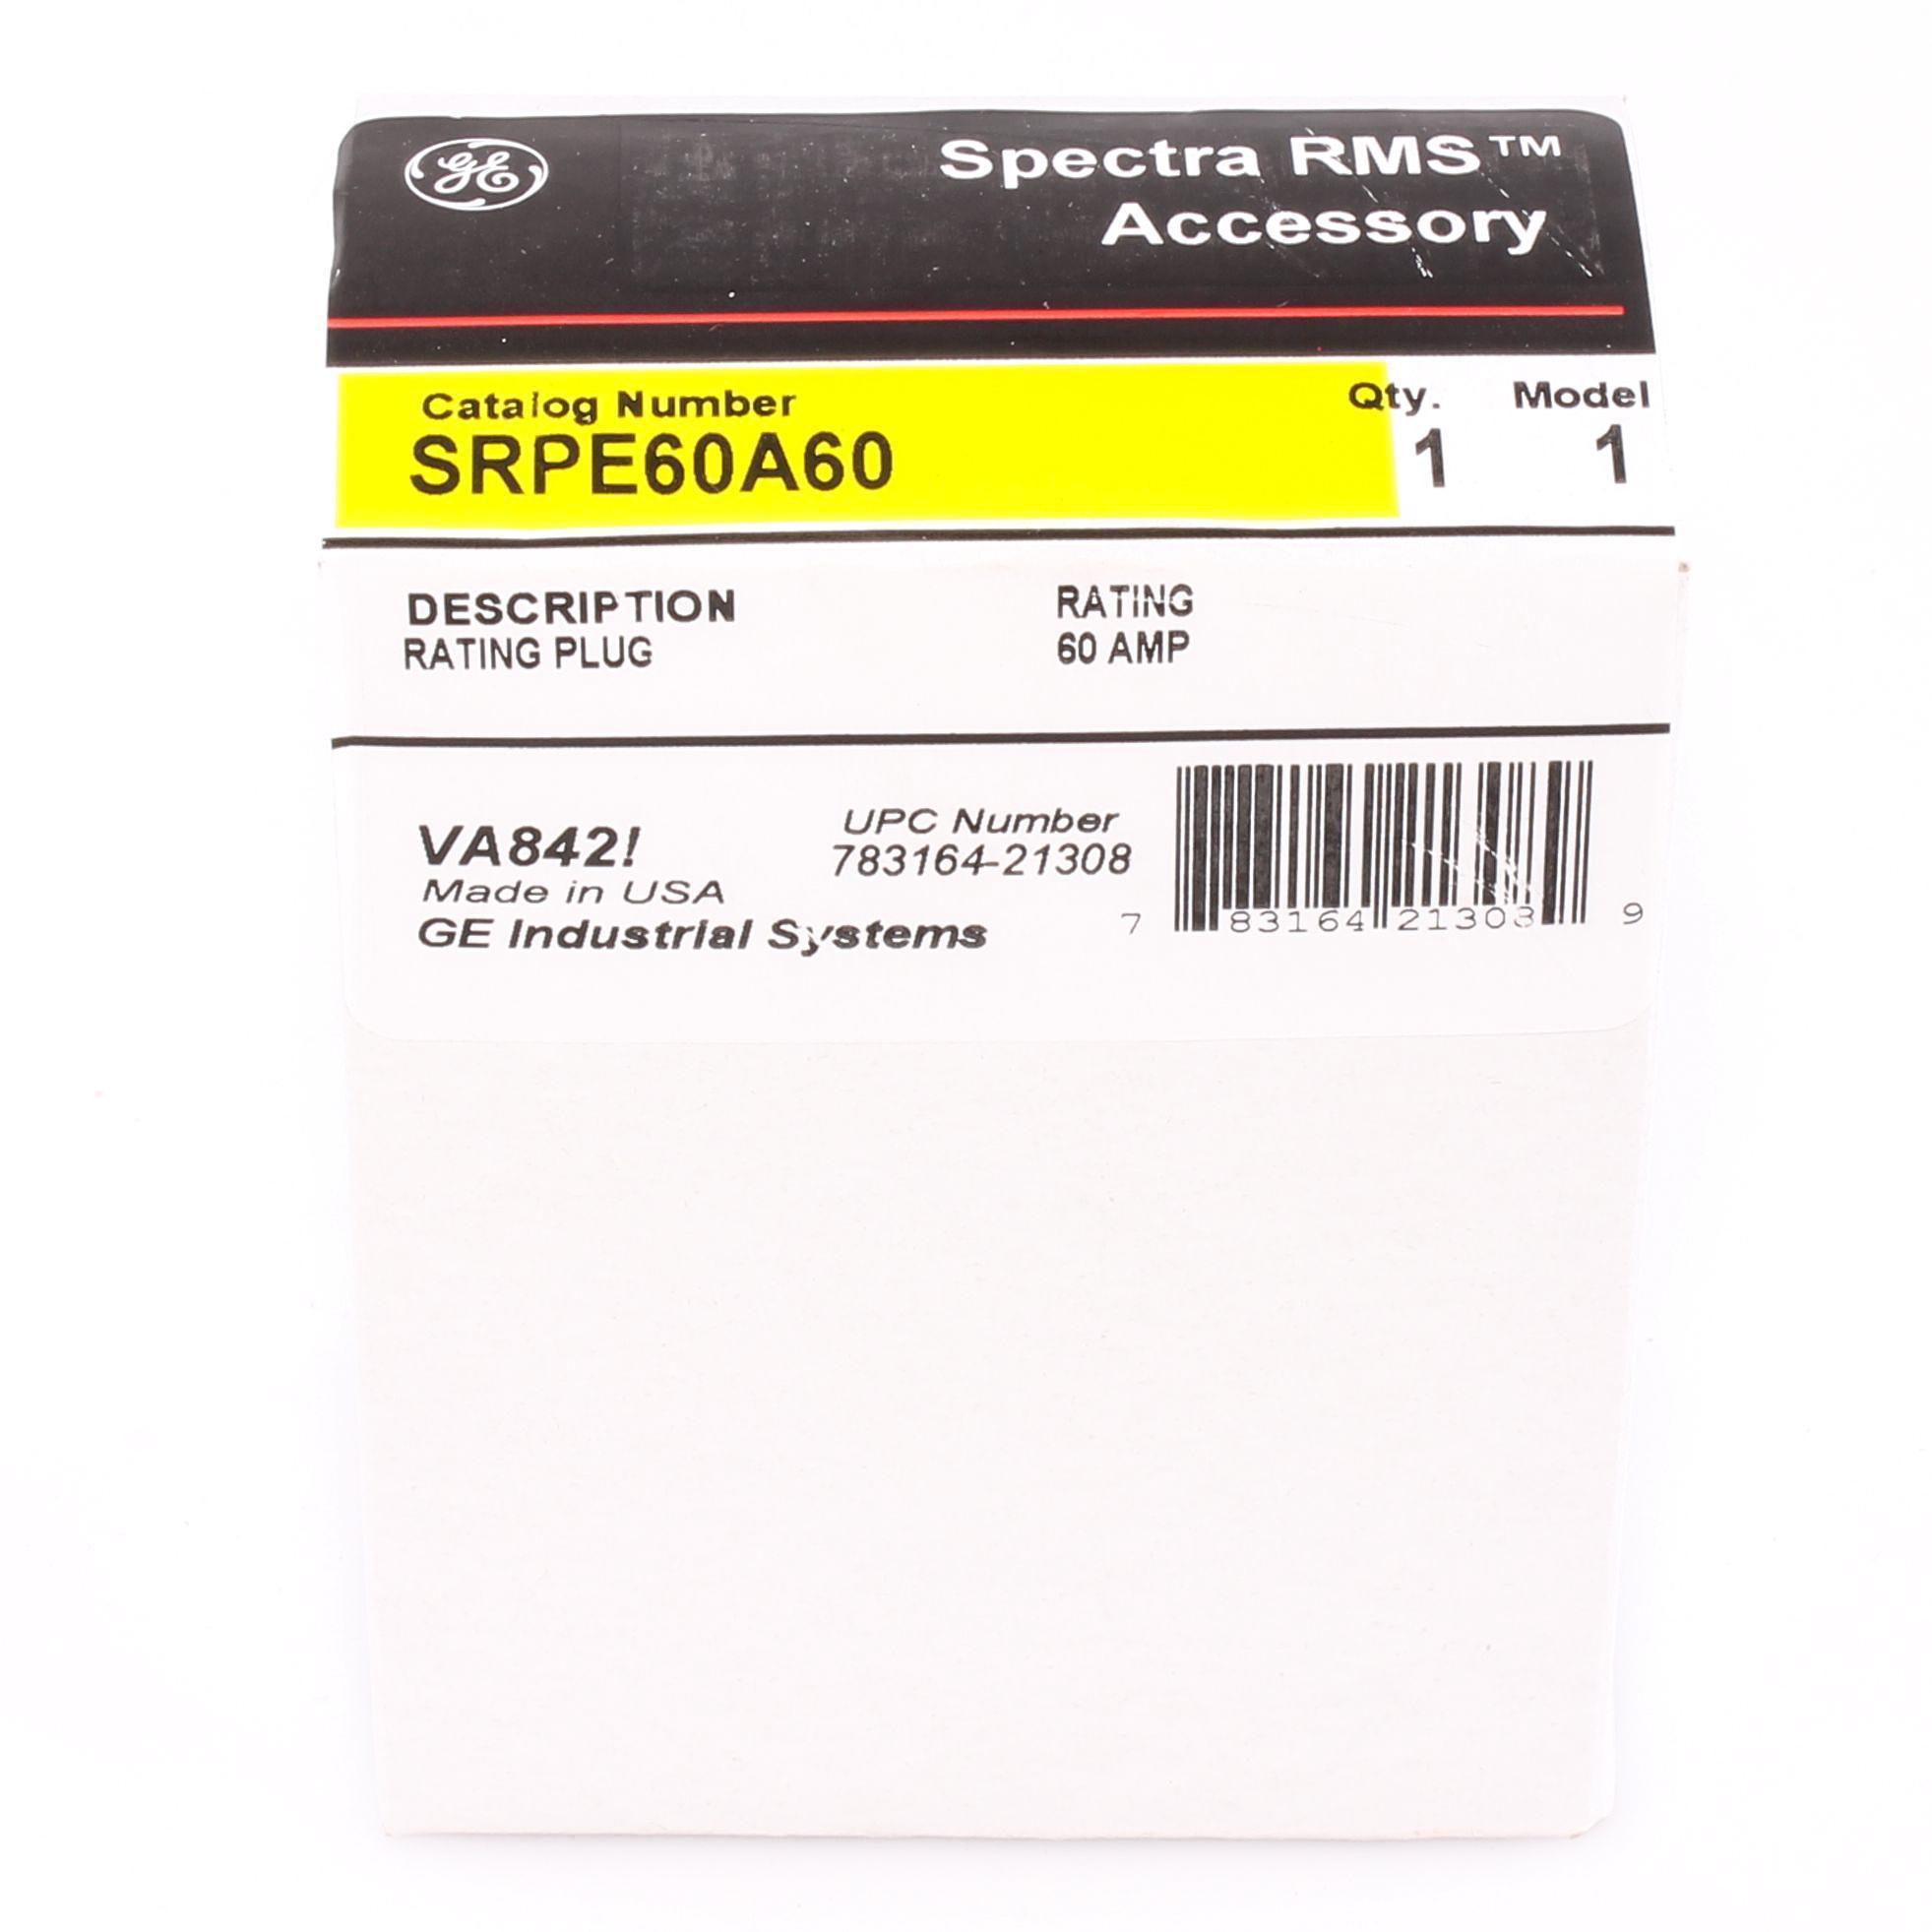 GE
Spectra RMS™
Accessory
Catalog Number Qty. Model
SRPE60A60 1 1
DESCRIPTION RATING
RATING PLUG 60 AMP
VA842! UPC Number
783164-21308
Made in USA
GE Industrial Systems
7 83164 21308 9